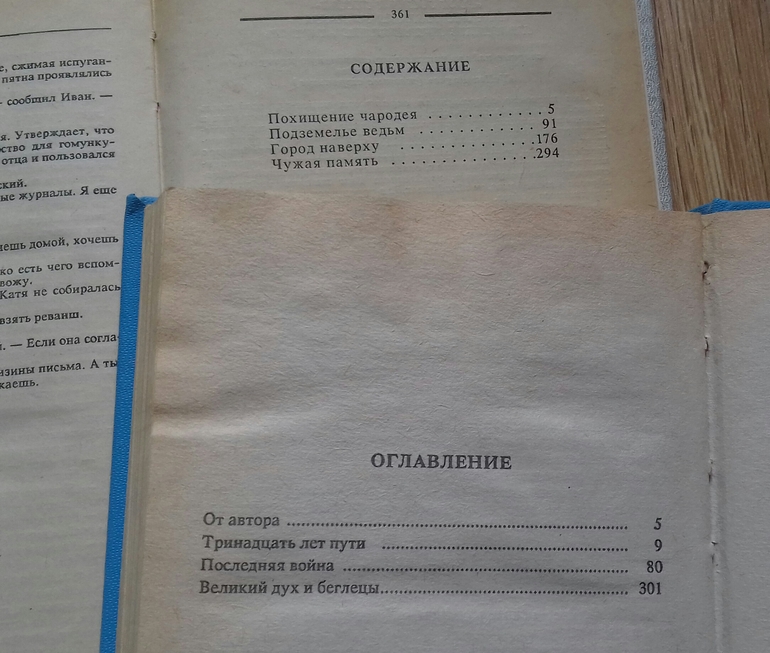 361
СОДЕРЖАНИЕ
Похищение чародея . . . . . . . . . . . 5
Подземелье ведьм . . . . . . . . . . . 91
Город наверху . . . . . . . . . . . .176
Чужая память . . . . . . . . . . . .294
е, сжимая испуган-
пятна проявлялись
сообщил Иван. —
я. Утверждает, что
ство для гомунку-
отца и пользовался
ский.
ые журналы. Я еще
ешь домой, хочешь
ко есть чего вспом-
вожу.
Катя не собиралась
взять реванш.
. — Если она согла-
изины письма. А ты
каешь.
ОГЛАВЛЕНИЕ
От автора ........................................ 5
Тринадцать лет пути ........................................ 9
Последняя война ........................................ 80
Великий дух и беглецы........................................ 301